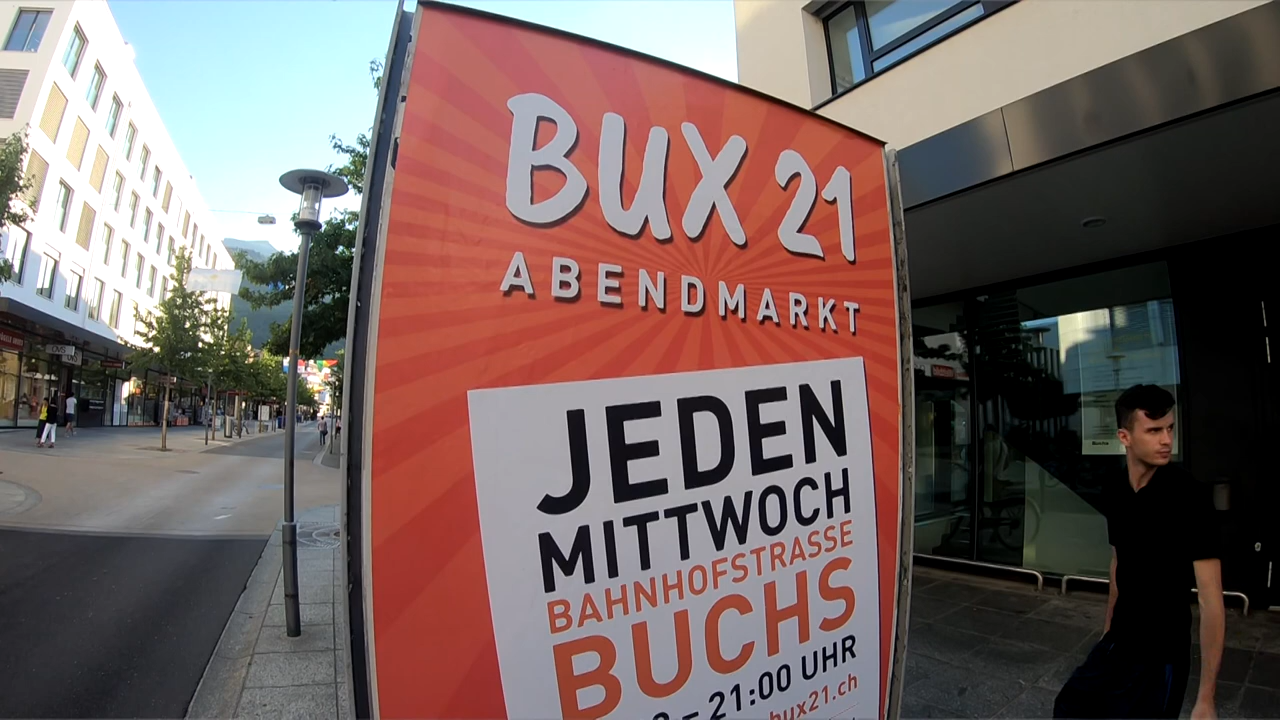 BUX 21
ABENDMARKT
JEDEN
MITTWOCH
BAHNHOFSTRASSE
BUCHS
– 21:00 UHR
bux21.ch